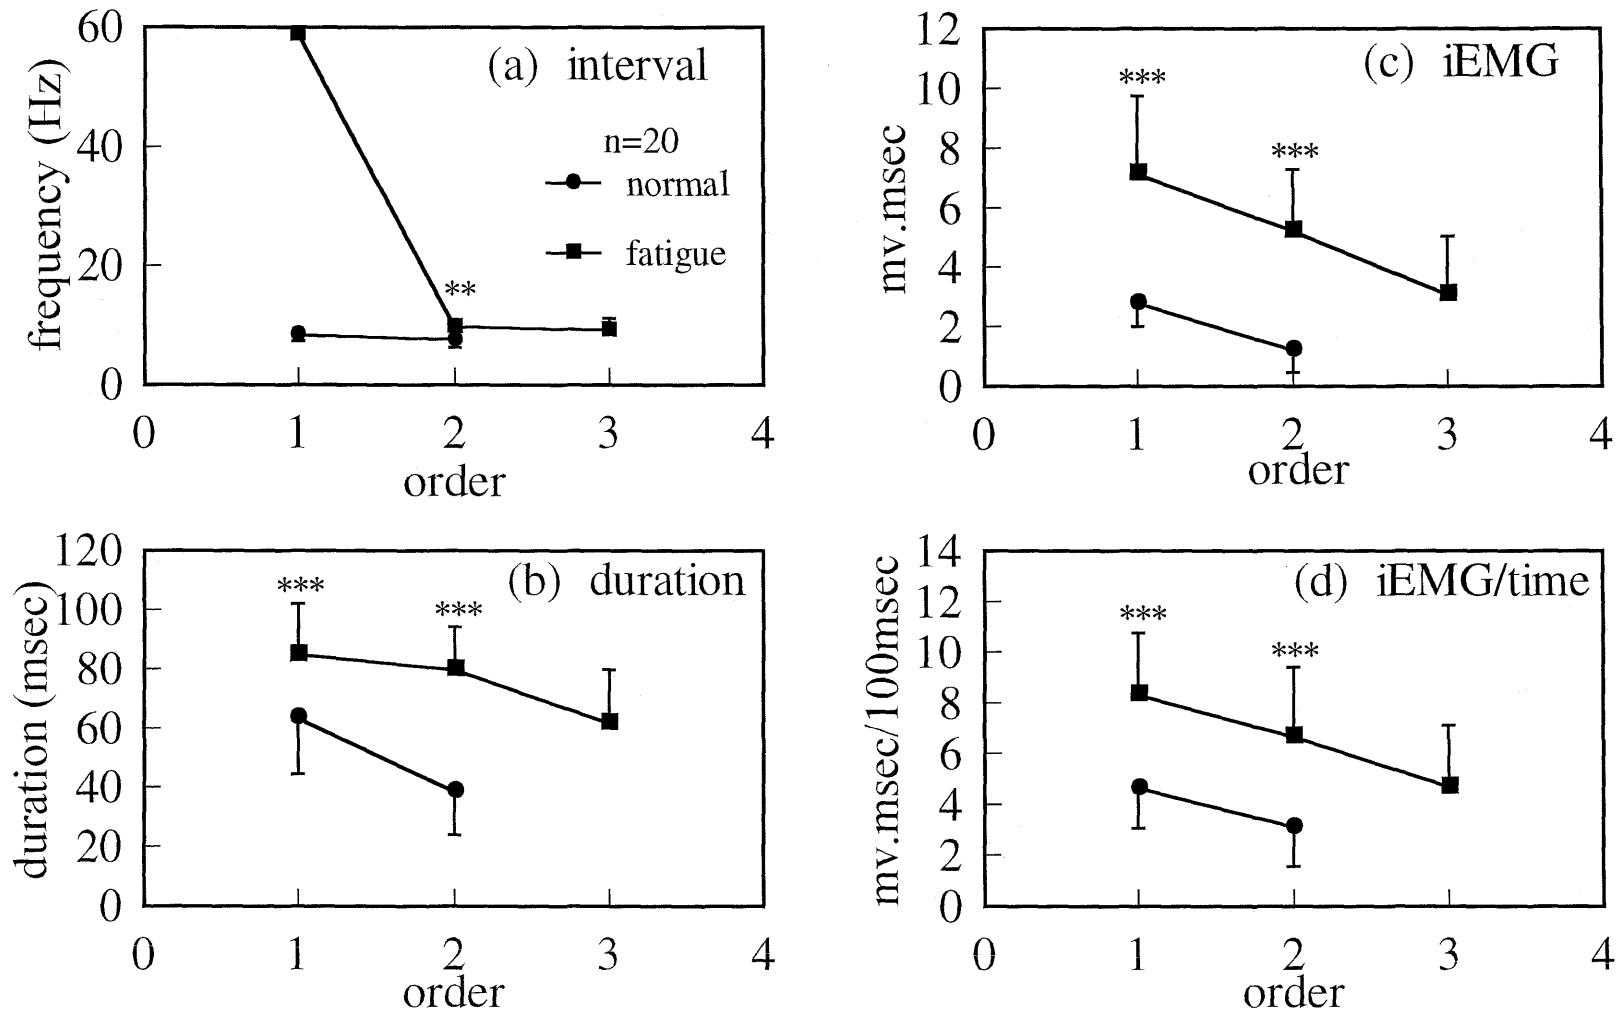 (a) interval
n=20
normal
fatigue
**
frequency (Hz)
60
40
20
0
0 1 2 3 4
order
(c) iEMG
***
***
mv.msec
12
10
8
6
4
2
0
0 1 2 3 4
order
(b) duration
***
***
duration (msec)
120
100
80
60
40
20
0
0 1 2 3 4
order
(d) iEMG/time
***
***
mv.msec/100msec
14
12
10
8
6
4
2
0
0 1 2 3 4
order